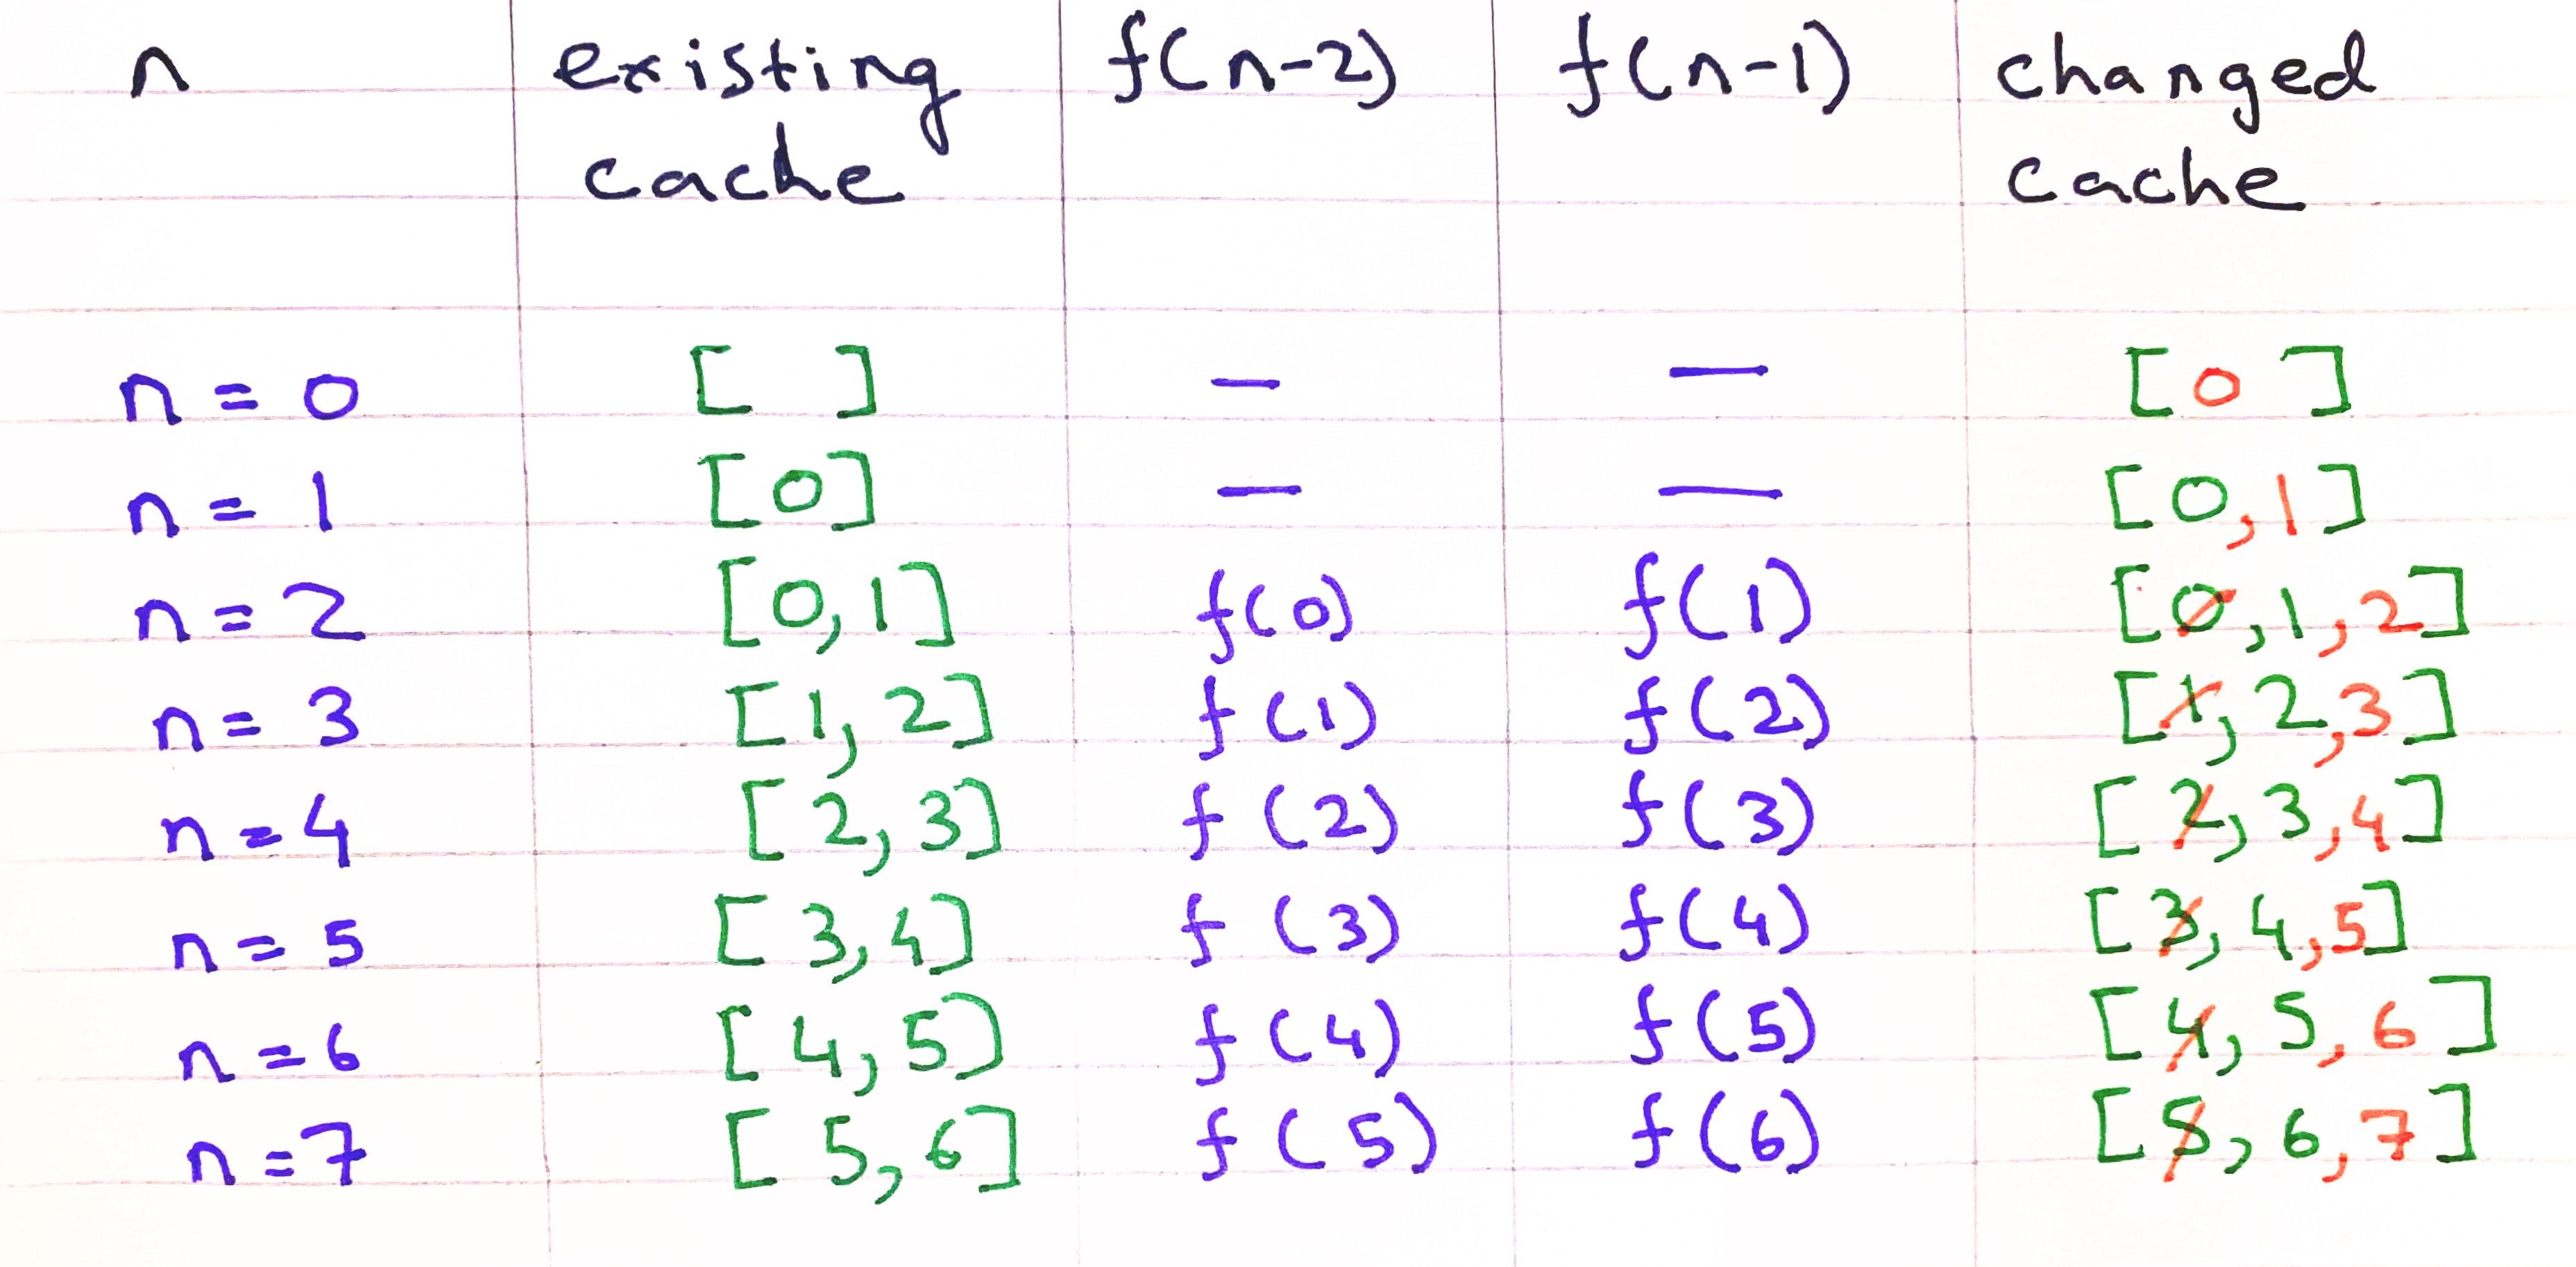 n existing f(n-2) f(n-1) changed
cache cache
n = 0 [ ] — — [ 0 ]
n = 1 [0] — — [0,1]
n = 2 [0,1] f(0) f(1) [0,1,2]
n = 3 [1,2] f(1) f(2) [1,2,3]
n = 4 [2,3] f(2) f(3) [2,3,4]
n = 5 [3,4] f(3) f(4) [3,4,5]
n = 6 [4,5] f(4) f(5) [4,5,6]
n = 7 [5,6] f(5) f(6) [5,6,7]